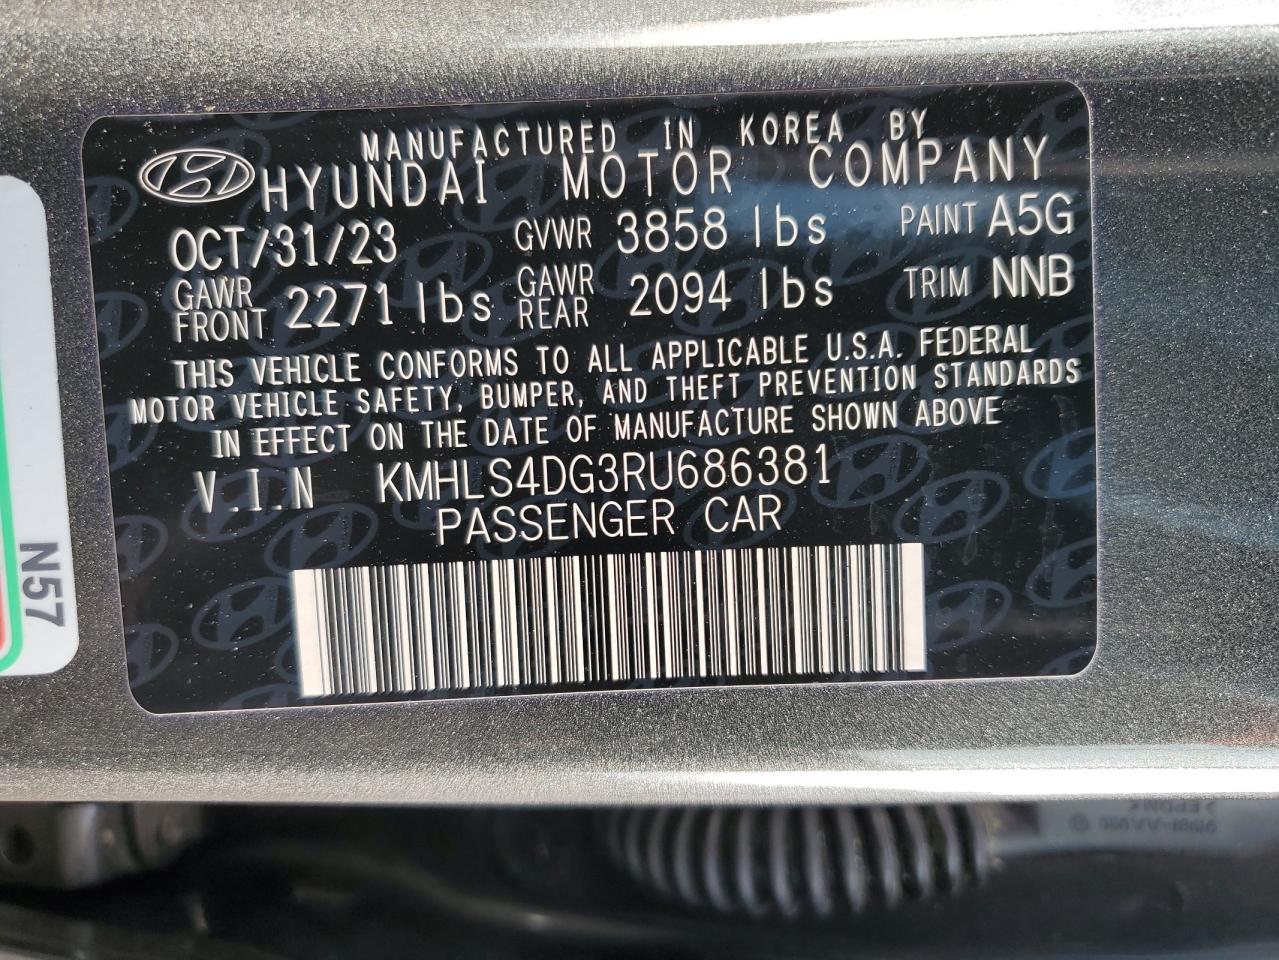 MANUFACTURED IN KOREA BY
HYUNDAI MOTOR COMPANY
OCT/31/23 GVWR 3858 lbs PAINT A5G
GAWR FRONT 2271 lbs GAWR REAR 2094 lbs TRIM NNB
THIS VEHICLE CONFORMS TO ALL APPLICABLE U.S.A. FEDERAL
MOTOR VEHICLE SAFETY, BUMPER, AND THEFT PREVENTION STANDARDS
IN EFFECT ON THE DATE OF MANUFACTURE SHOWN ABOVE
V.I.N KMHLS4DG3RU686381
PASSENGER CAR
N57